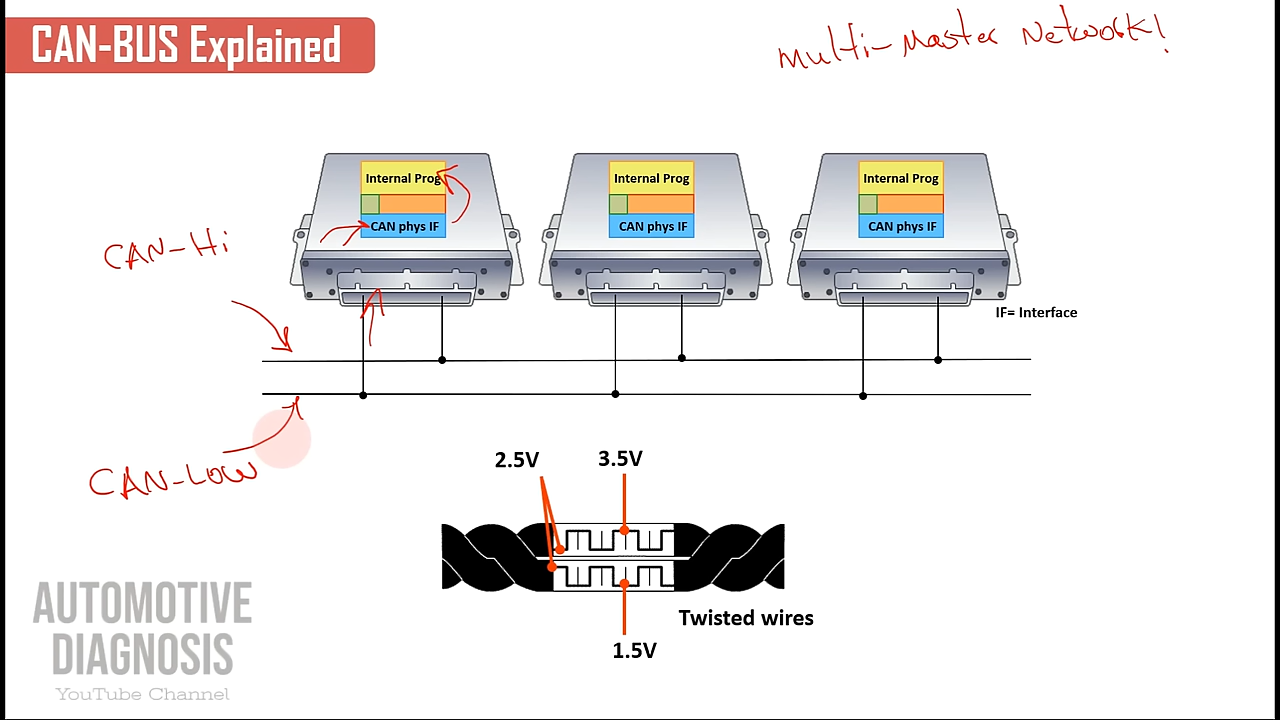 CAN-BUS Explained
Multi-Master Network!
Internal Prog
Internal Prog
Internal Prog
CAN phys IF
CAN phys IF
CAN phys IF
CAN-Hi
IF= Interface
CAN-LOW
2.5V
3.5V
Twisted wires
1.5V
AUTOMOTIVE
DIAGNOSIS
YouTube Channel